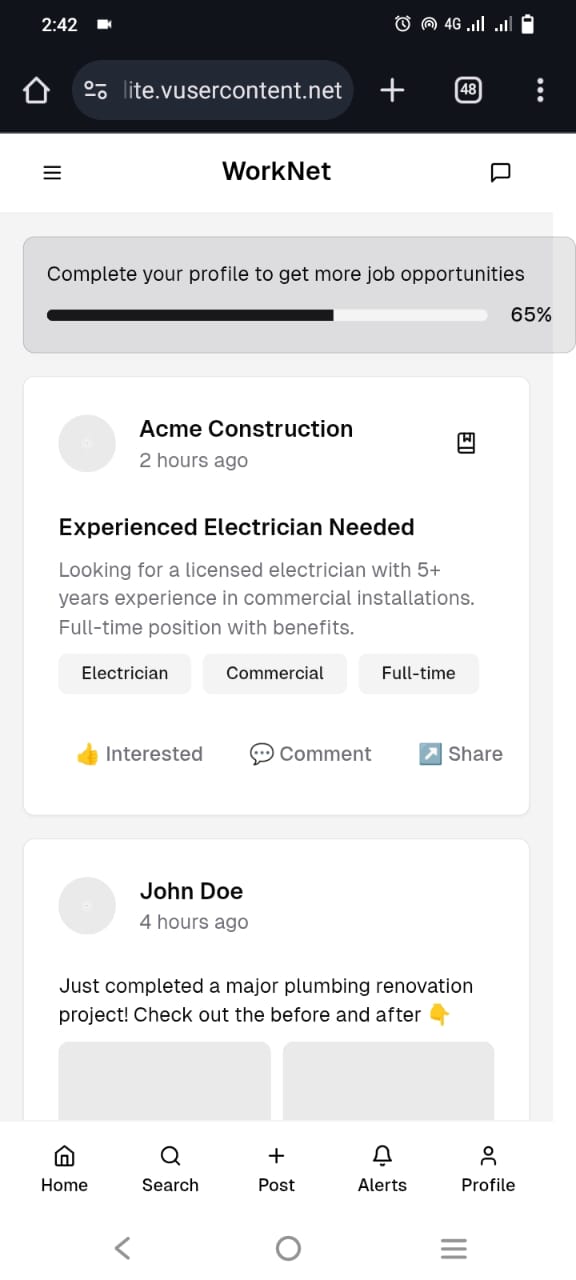 2:42
4G
lite.vusercontent.net
48
WorkNet
Complete your profile to get more job opportunities
65%
Acme Construction
2 hours ago
Experienced Electrician Needed
Looking for a licensed electrician with 5+
years experience in commercial installations.
Full-time position with benefits.
Electrician Commercial Full-time
👍 Interested 💬 Comment ↗️ Share
John Doe
4 hours ago
Just completed a major plumbing renovation
project! Check out the before and after 👇
Home Search Post Alerts Profile